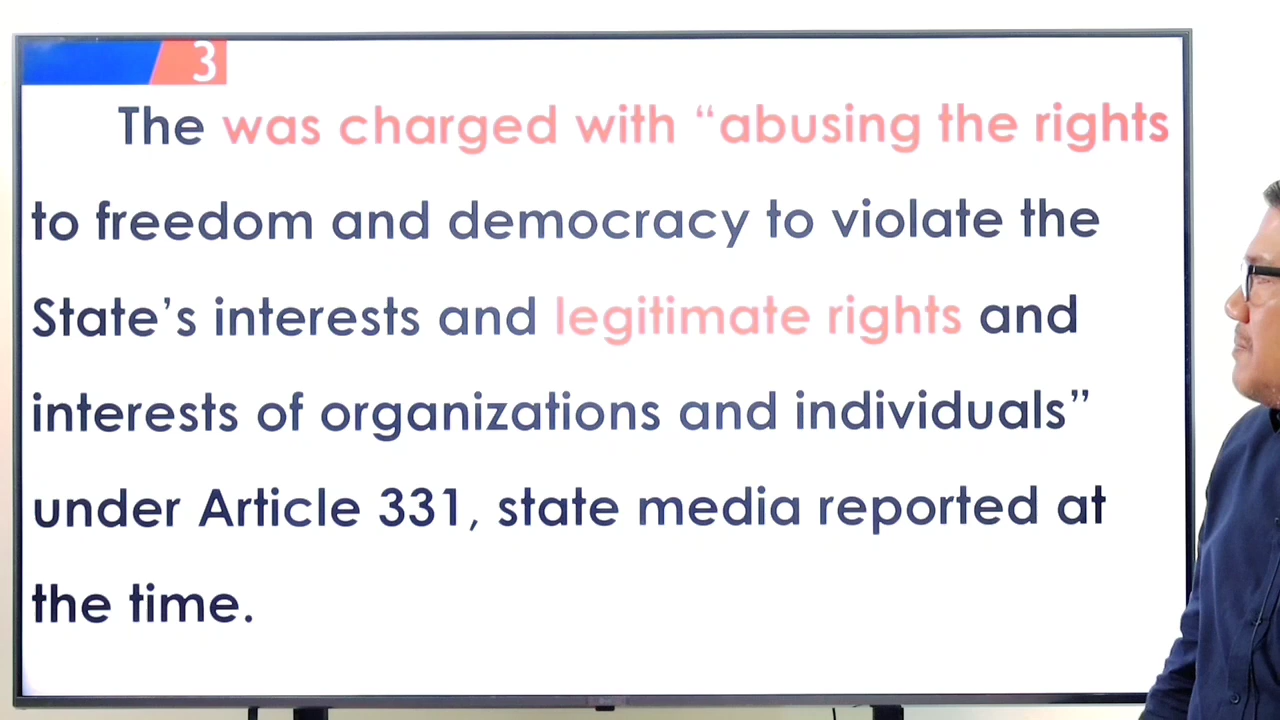 3
The was charged with “abusing the rights
to freedom and democracy to violate the
State’s interests and legitimate rights and
interests of organizations and individuals”
under Article 331, state media reported at
the time.